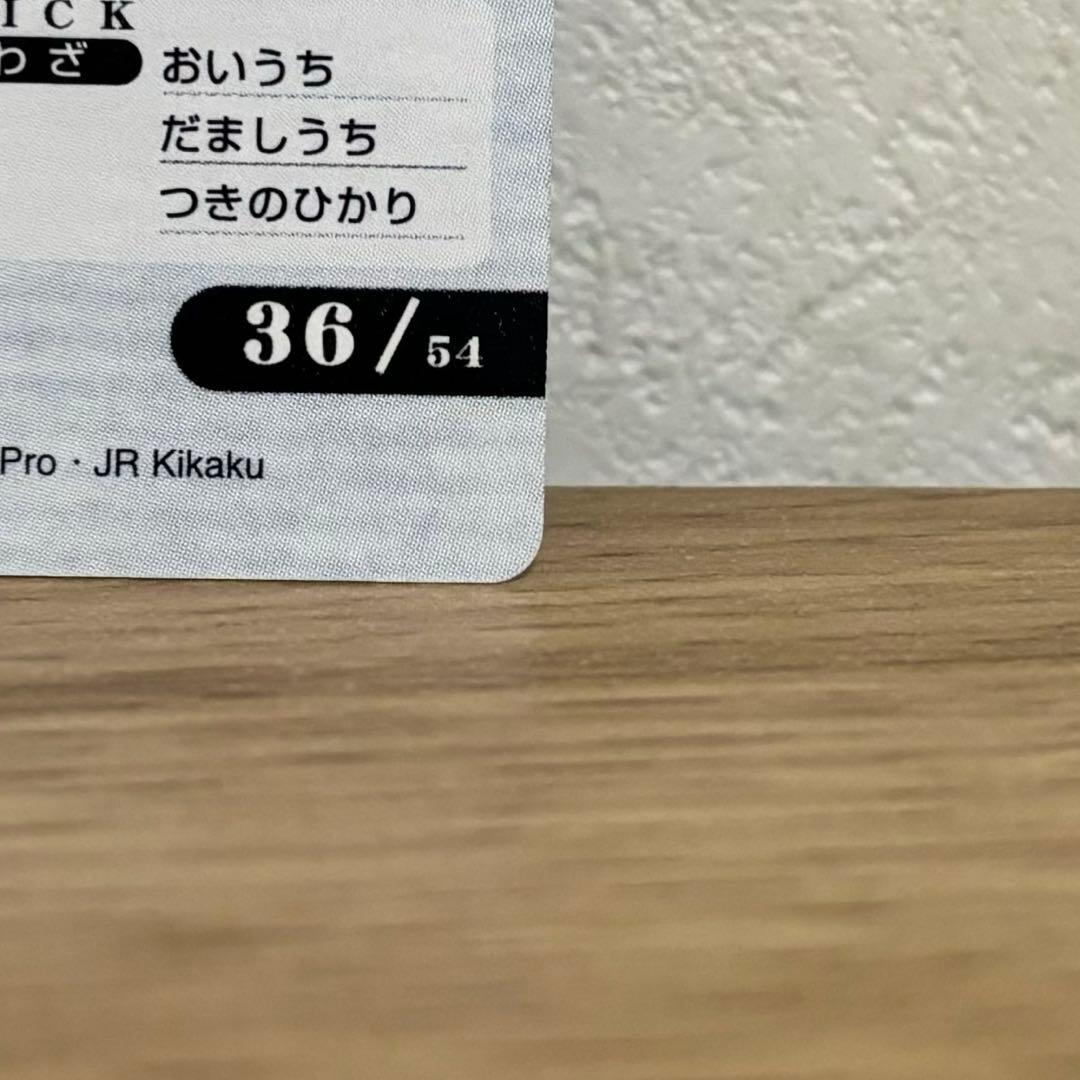 ICK
わざ おいうち
だましうち
つきのひかり
36/54
Pro・JR Kikaku